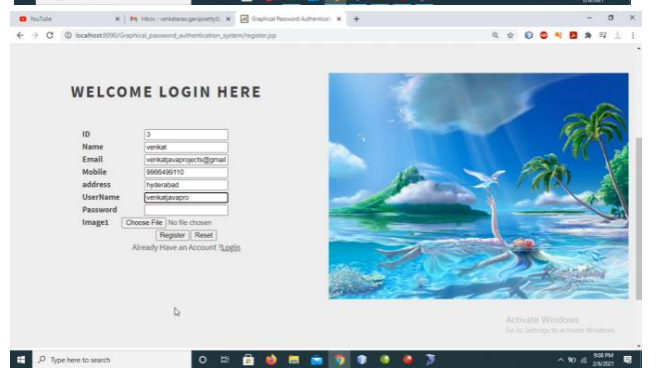 YouTube
Inbox - venkatarao.garipisetty@
Graphical Password Authenticati
localhost:8090/Graphical_password_authentication_system/register.jsp
WELCOME LOGIN HERE
ID 3
Name venkat
Email venkatjavaprojects@gmail
Mobile 9966499110
address hyderabad
UserName venkatjavapro
Password
Image1 Choose File No file chosen
Register Reset
Already Have an Account ?Login
Activate Windows
Go to Settings to activate Windows.
Type here to search
9:08 PM
2/6/2021